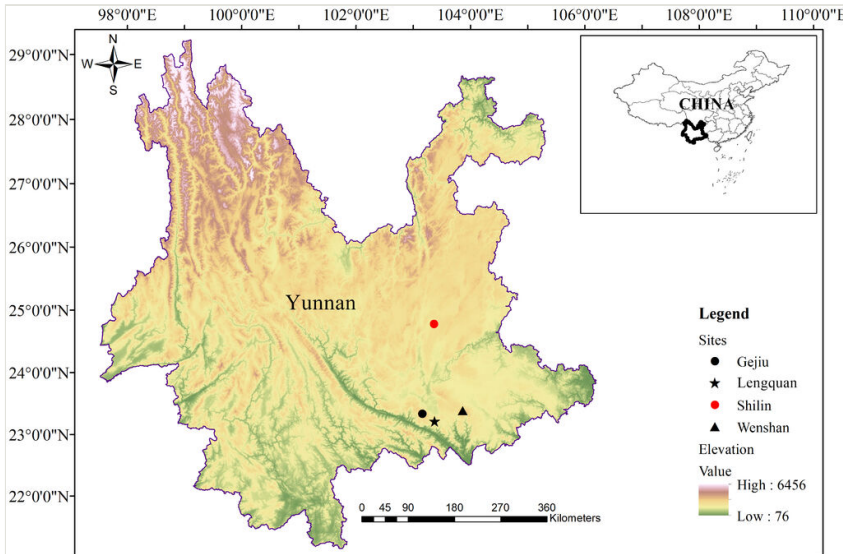 98°0'0"E 100°0'0"E 102°0'0"E 104°0'0"E 106°0'0"E 108°0'0"E 110°0'0"E
29°0'0"N
28°0'0"N
27°0'0"N
26°0'0"N
25°0'0"N
24°0'0"N
23°0'0"N
22°0'0"N
N
W E
S
CHINA
Yunnan
Legend
Sites
Gejiu
Lengquan
Shilin
Wenshan
Elevation
Value
High : 6456
Low : 76
0 45 90 180 270 360
Kilometers